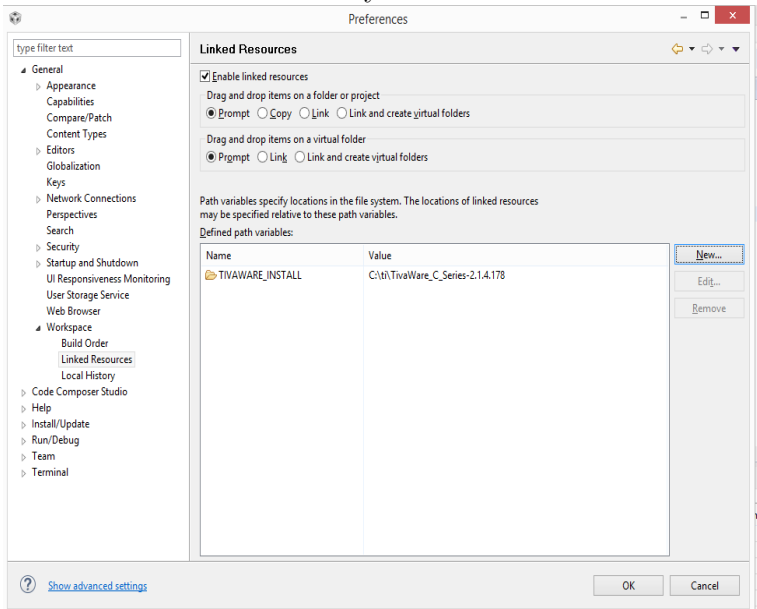 Preferences
type filter text
General
Appearance
Capabilities
Compare/Patch
Content Types
Editors
Globalization
Keys
Network Connections
Perspectives
Search
Security
Startup and Shutdown
UI Responsiveness Monitoring
User Storage Service
Web Browser
Workspace
Build Order
Linked Resources
Local History
Code Composer Studio
Help
Install/Update
Run/Debug
Team
Terminal
Linked Resources
Enable linked resources
Drag and drop items on a folder or project
Prompt Copy Link Link and create virtual folders
Drag and drop items on a virtual folder
Prompt Link Link and create virtual folders
Path variables specify locations in the file system. The locations of linked resources
may be specified relative to these path variables.
Defined path variables:
Name Value
TIVAWARE_INSTALL C:\ti\TivaWare_C_Series-2.1.4.178
New...
Edit...
Remove
Show advanced settings
OK Cancel